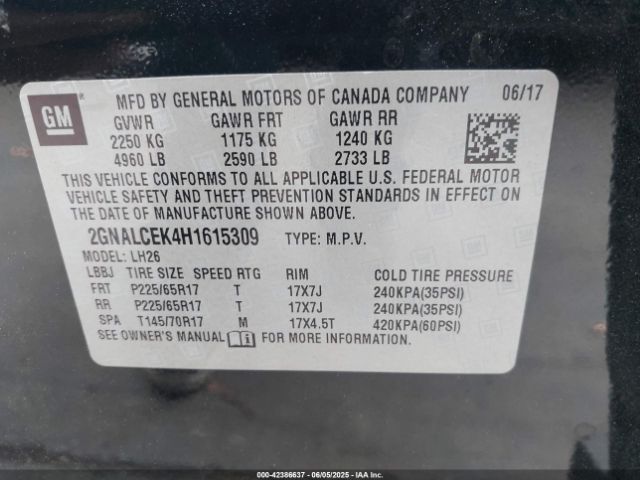 GM
MFD BY GENERAL MOTORS OF CANADA COMPANY 06/17
GVWR GAWR FRT GAWR RR
2250 KG 1175 KG 1240 KG
4960 LB 2590 LB 2733 LB
THIS VEHICLE CONFORMS TO ALL APPLICABLE U.S. FEDERAL MOTOR
VEHICLE SAFETY AND THEFT PREVENTION STANDARDS IN EFFECT ON
THE DATE OF MANUFACTURE SHOWN ABOVE.
2GNALCEK4H1615309 TYPE: M.P.V.
MODEL: LH26
LBBJ TIRE SIZE SPEED RTG RIM COLD TIRE PRESSURE
FRT P225/65R17 T 17X7J 240KPA(35PSI)
RR P225/65R17 T 17X7J 240KPA(35PSI)
SPA T145/70R17 M 17X4.5T 420KPA(60PSI)
SEE OWNER'S MANUAL FOR MORE INFORMATION.
000-42386637 - 06/05/2025 - IAAI.COM